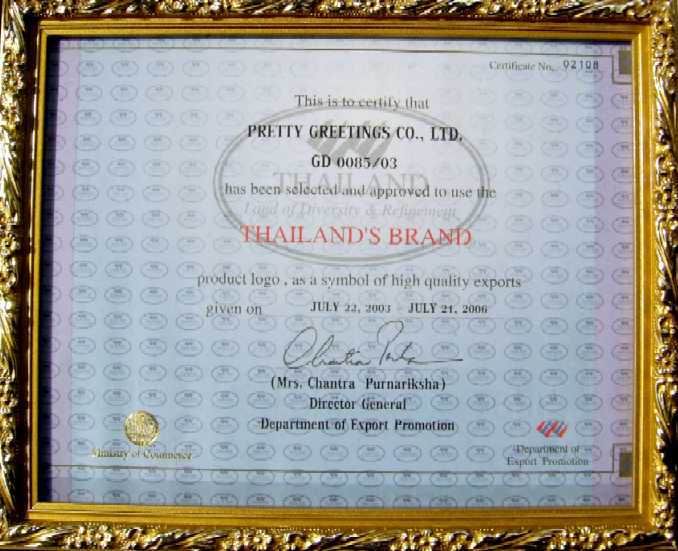 Certificate No. 02108
This is to certify that
PRETTY GREETINGS CO., LTD.
GD 0085/03
THAILAND
has been selected and approved to use the
Land of Diversity & Refinement
THAILAND'S BRAND
product logo , as a symbol of high quality exports
given on JULY 22, 2003 - JULY 21, 2006
(Mrs. Chantra Purnariksha)
Director General
Department of Export Promotion
Ministry of Commerce
Department of
Export Promotion